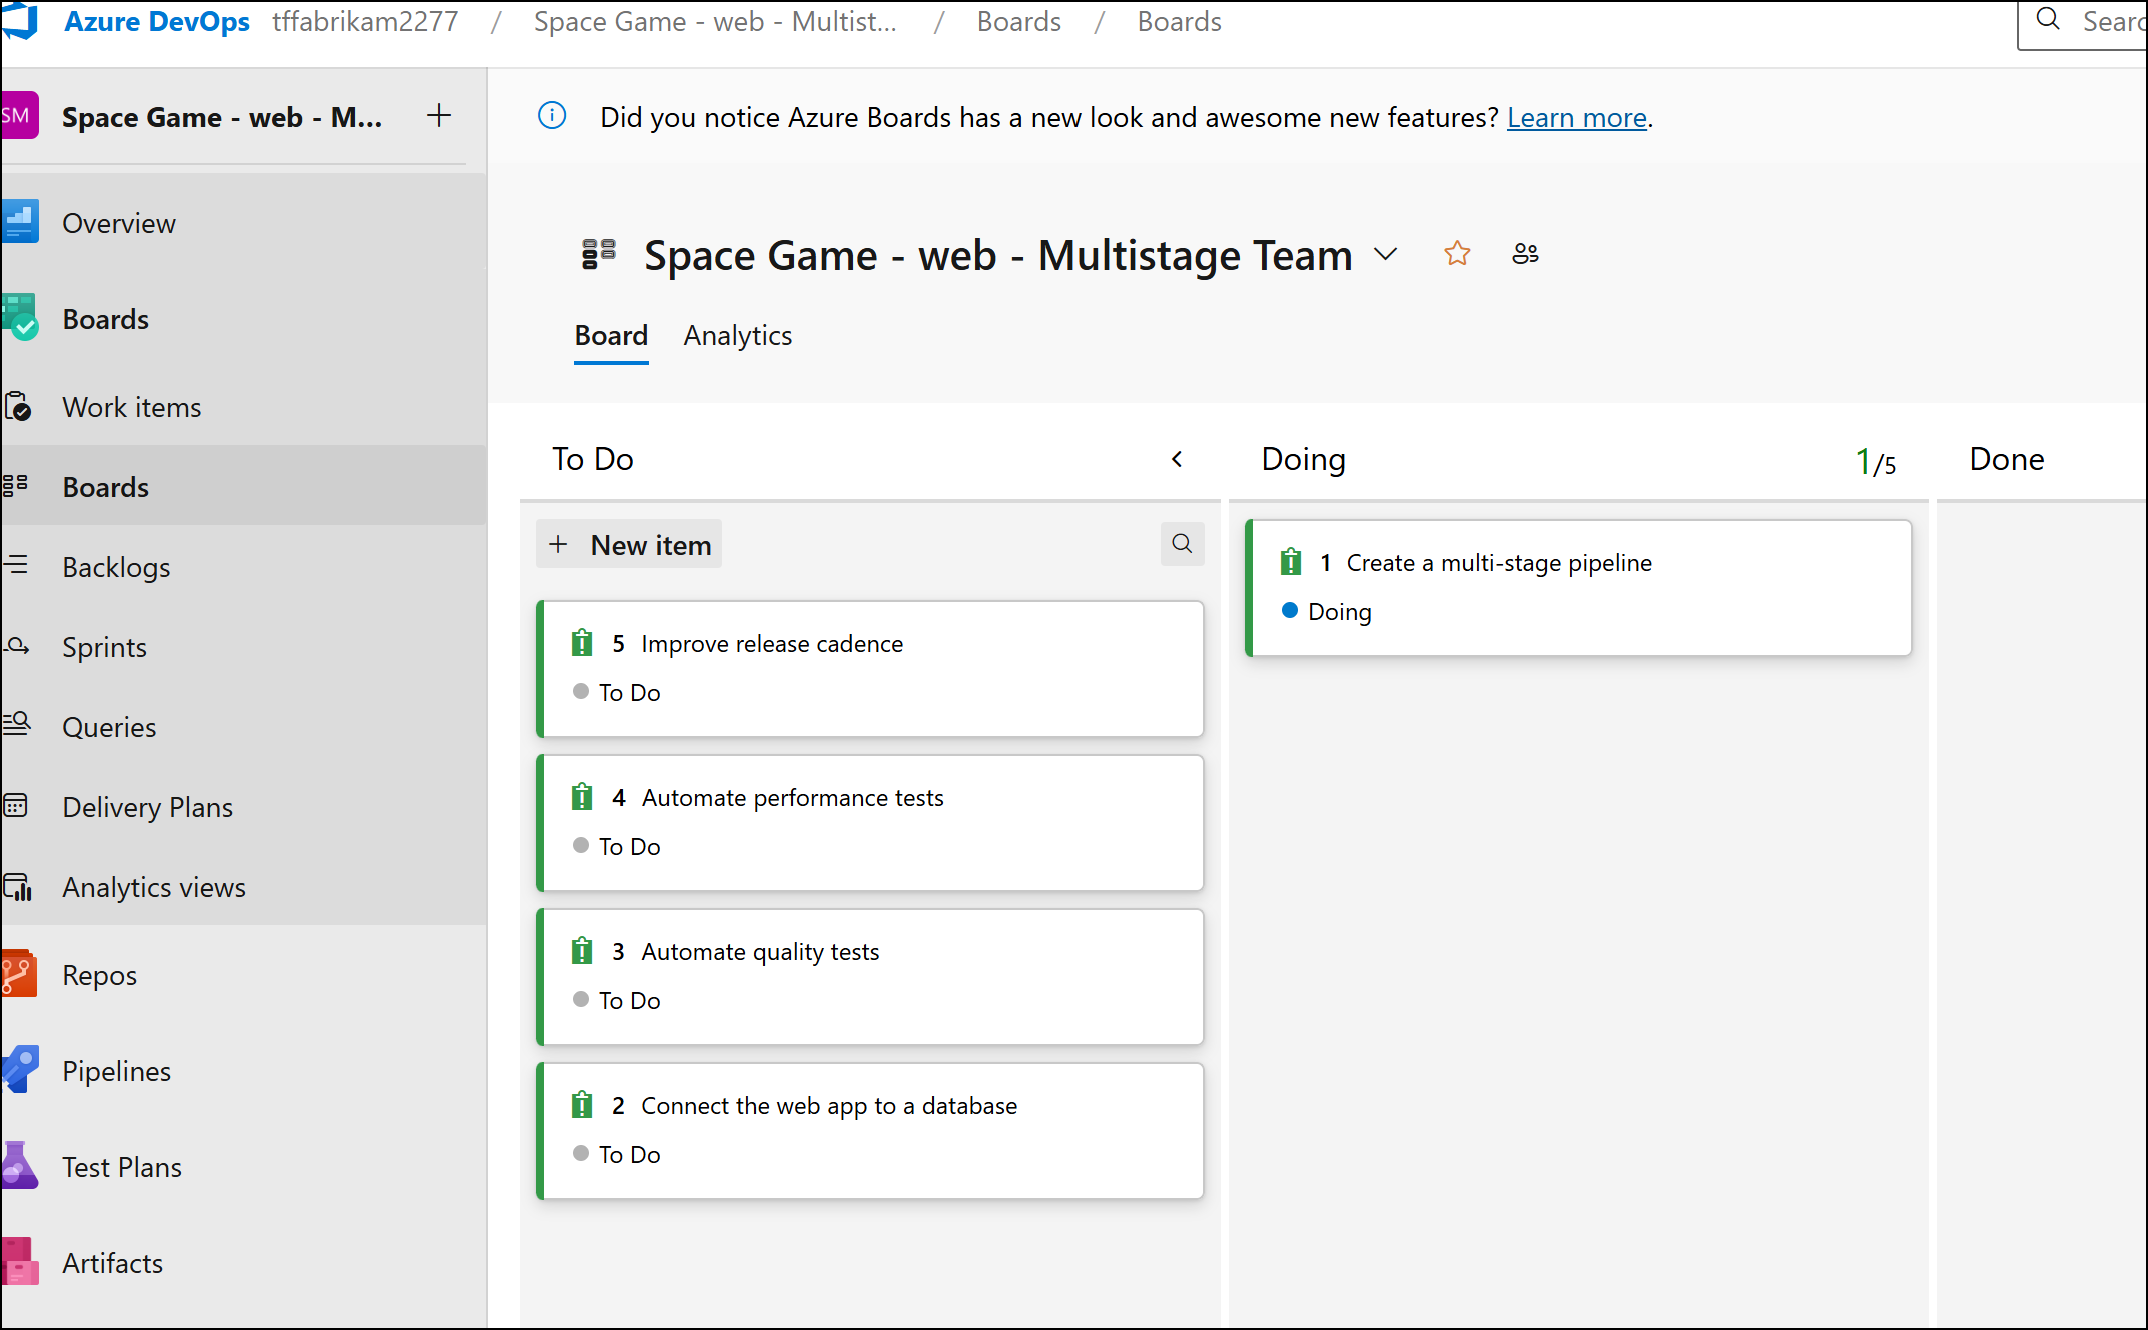 Azure DevOps tffabrikam2277 / Space Game - web - Multist... / Boards / Boards
Searc
SM Space Game - web - M... +
Did you notice Azure Boards has a new look and awesome new features? Learn more.
Overview
Boards
Work items
Boards
Backlogs
Sprints
Queries
Delivery Plans
Analytics views
Repos
Pipelines
Test Plans
Artifacts
Space Game - web - Multistage Team
Board Analytics
To Do
+ New item
5 Improve release cadence
To Do
4 Automate performance tests
To Do
3 Automate quality tests
To Do
2 Connect the web app to a database
To Do
Doing 1/5
1 Create a multi-stage pipeline
Doing
Done